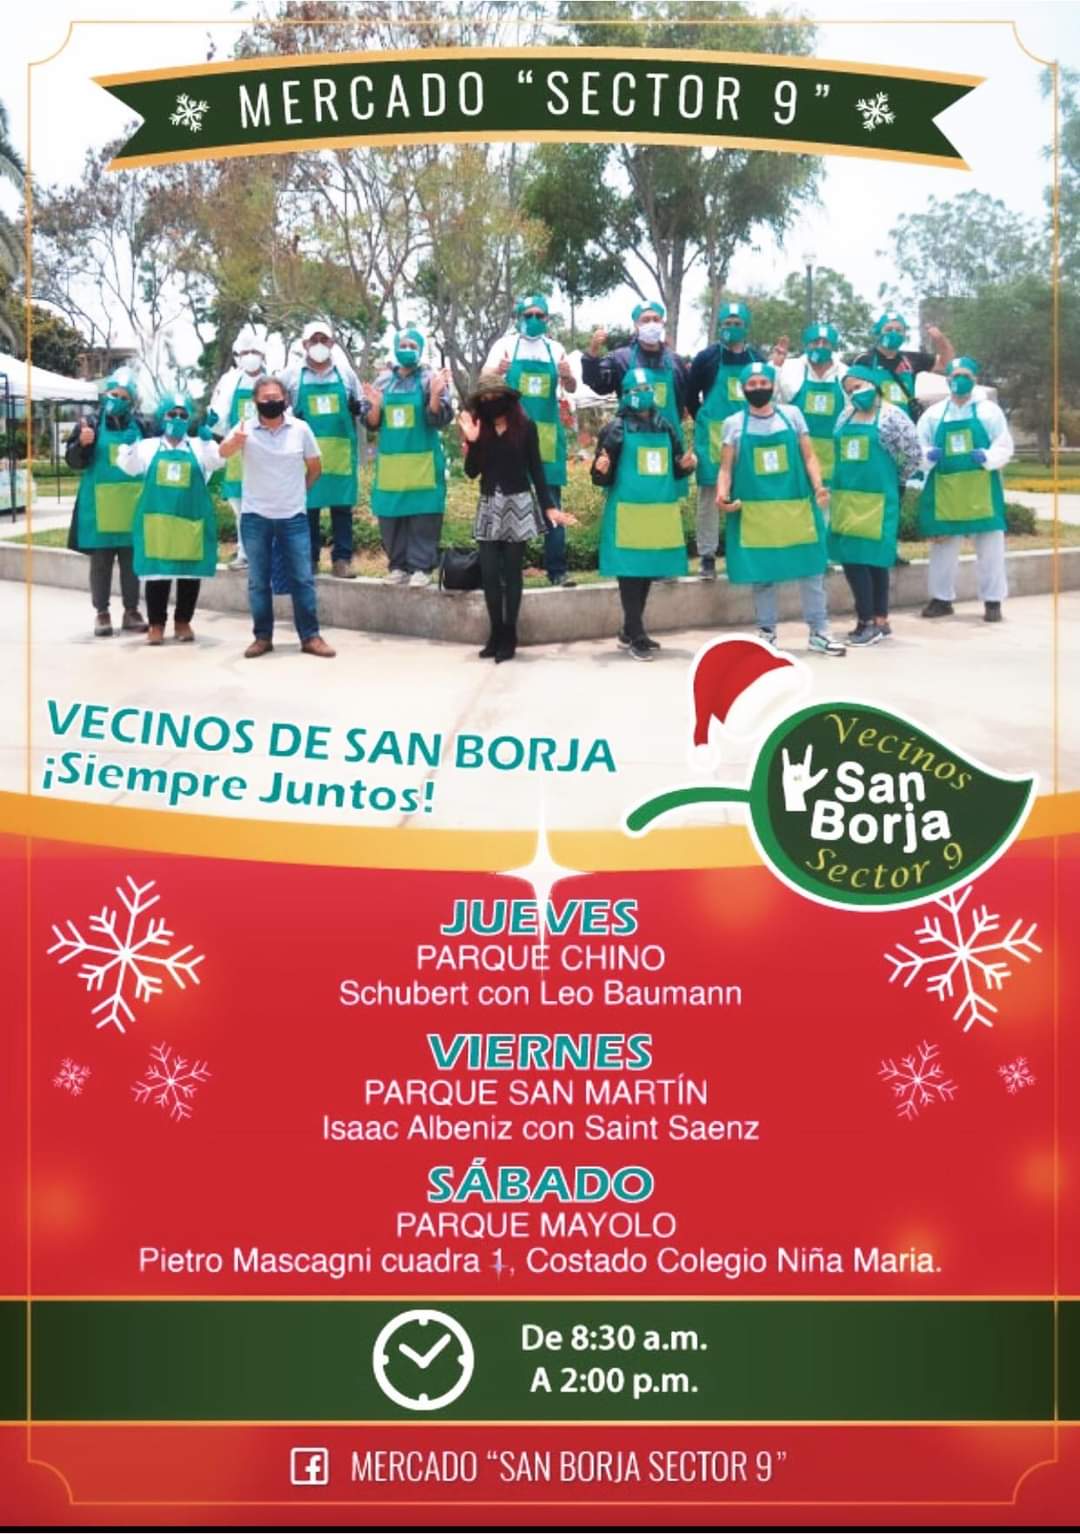 MERCADO “SECTOR 9”
VECINOS DE SAN BORJA
¡Siempre Juntos!
Vecinos
San
Borja
Sector 9
JUEVES
PARQUE CHINO
Schubert con Leo Baumann
VIERNES
PARQUE SAN MARTÍN
Isaac Albeniz con Saint Saenz
SÁBADO
PARQUE MAYOLO
Pietro Mascagni cuadra 1, Costado Colegio Niña Maria.
De 8:30 a.m.
A 2:00 p.m.
MERCADO “SAN BORJA SECTOR 9”